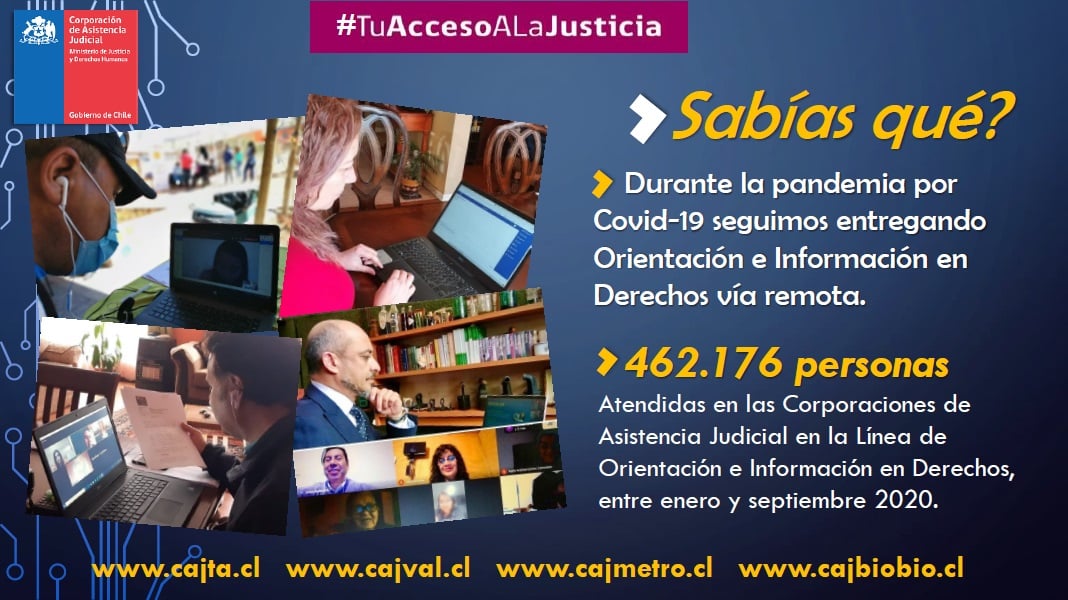 Corporación
de Asistencia
Judicial
Ministerio de Justicia
y Derechos Humanos
Gobierno de Chile
#TuAccesoALaJusticia
Sabías qué?
Durante la pandemia por
Covid-19 seguimos entregando
Orientación e Información en
Derechos vía remota.
462.176 personas
Atendidas en las Corporaciones de
Asistencia Judicial en la Línea de
Orientación e Información en Derechos,
entre enero y septiembre 2020.
www.cajta.cl www.cajval.cl www.cajmetro.cl www.cajbiobio.cl